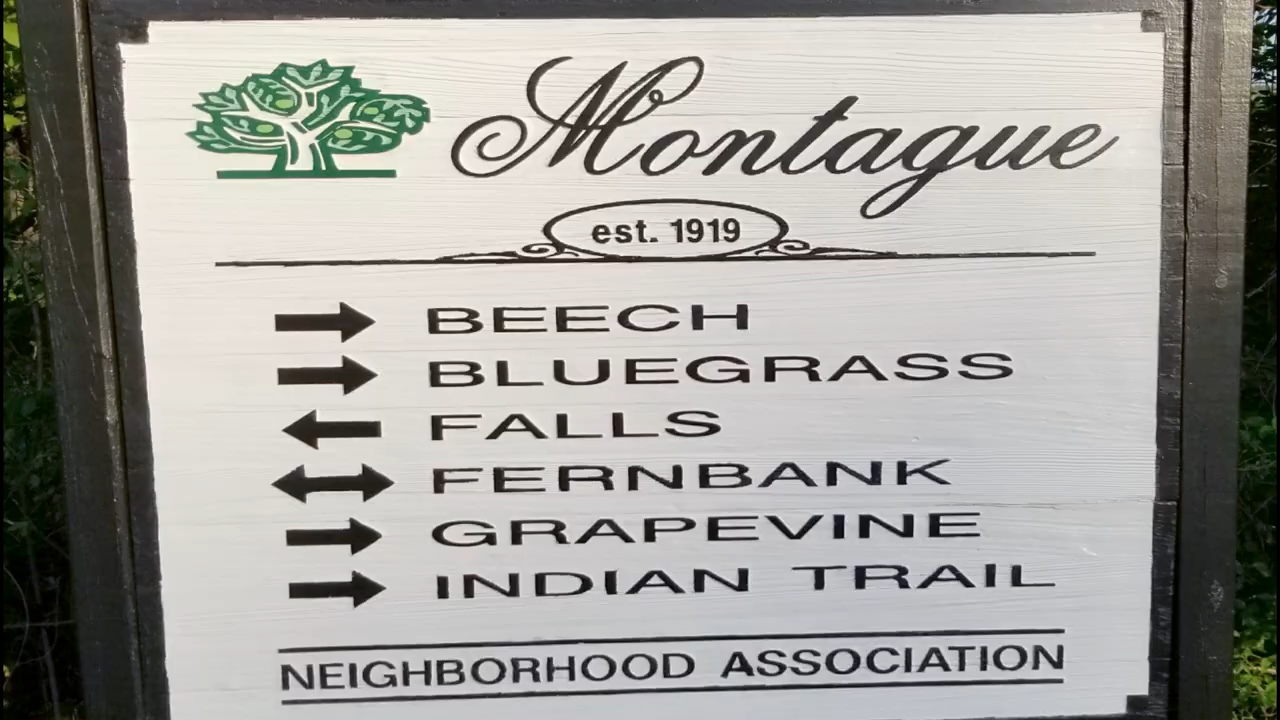 Montague
est. 1919
BEECH
BLUEGRASS
FALLS
FERNBANK
GRAPEVINE
INDIAN TRAIL
NEIGHBORHOOD ASSOCIATION